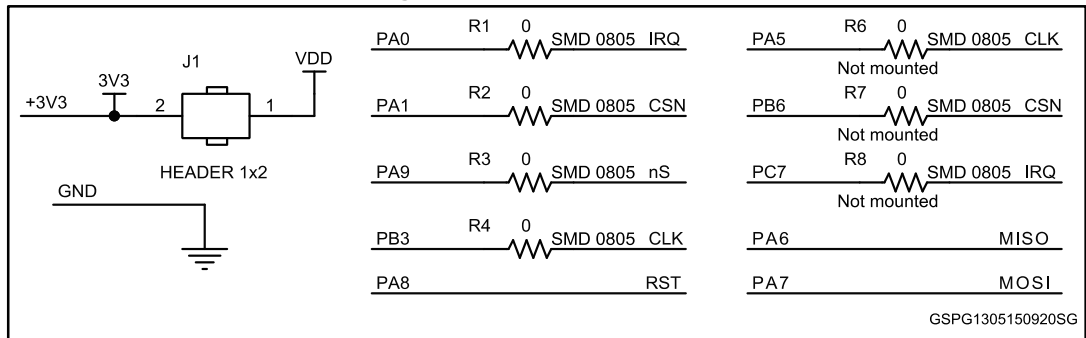 J1
3V3
VDD
+3V3
2
1
HEADER 1x2
GND
R1 0
PA0 SMD 0805 IRQ
R2 0
PA1 SMD 0805 CSN
R3 0
PA9 SMD 0805 nS
R4 0
PB3 SMD 0805 CLK
PA8 RST
R6 0
PA5 SMD 0805 CLK
Not mounted
R7 0
PB6 SMD 0805 CSN
Not mounted
R8 0
PC7 SMD 0805 IRQ
Not mounted
PA6 MISO
PA7 MOSI
GSPG1305150920SG